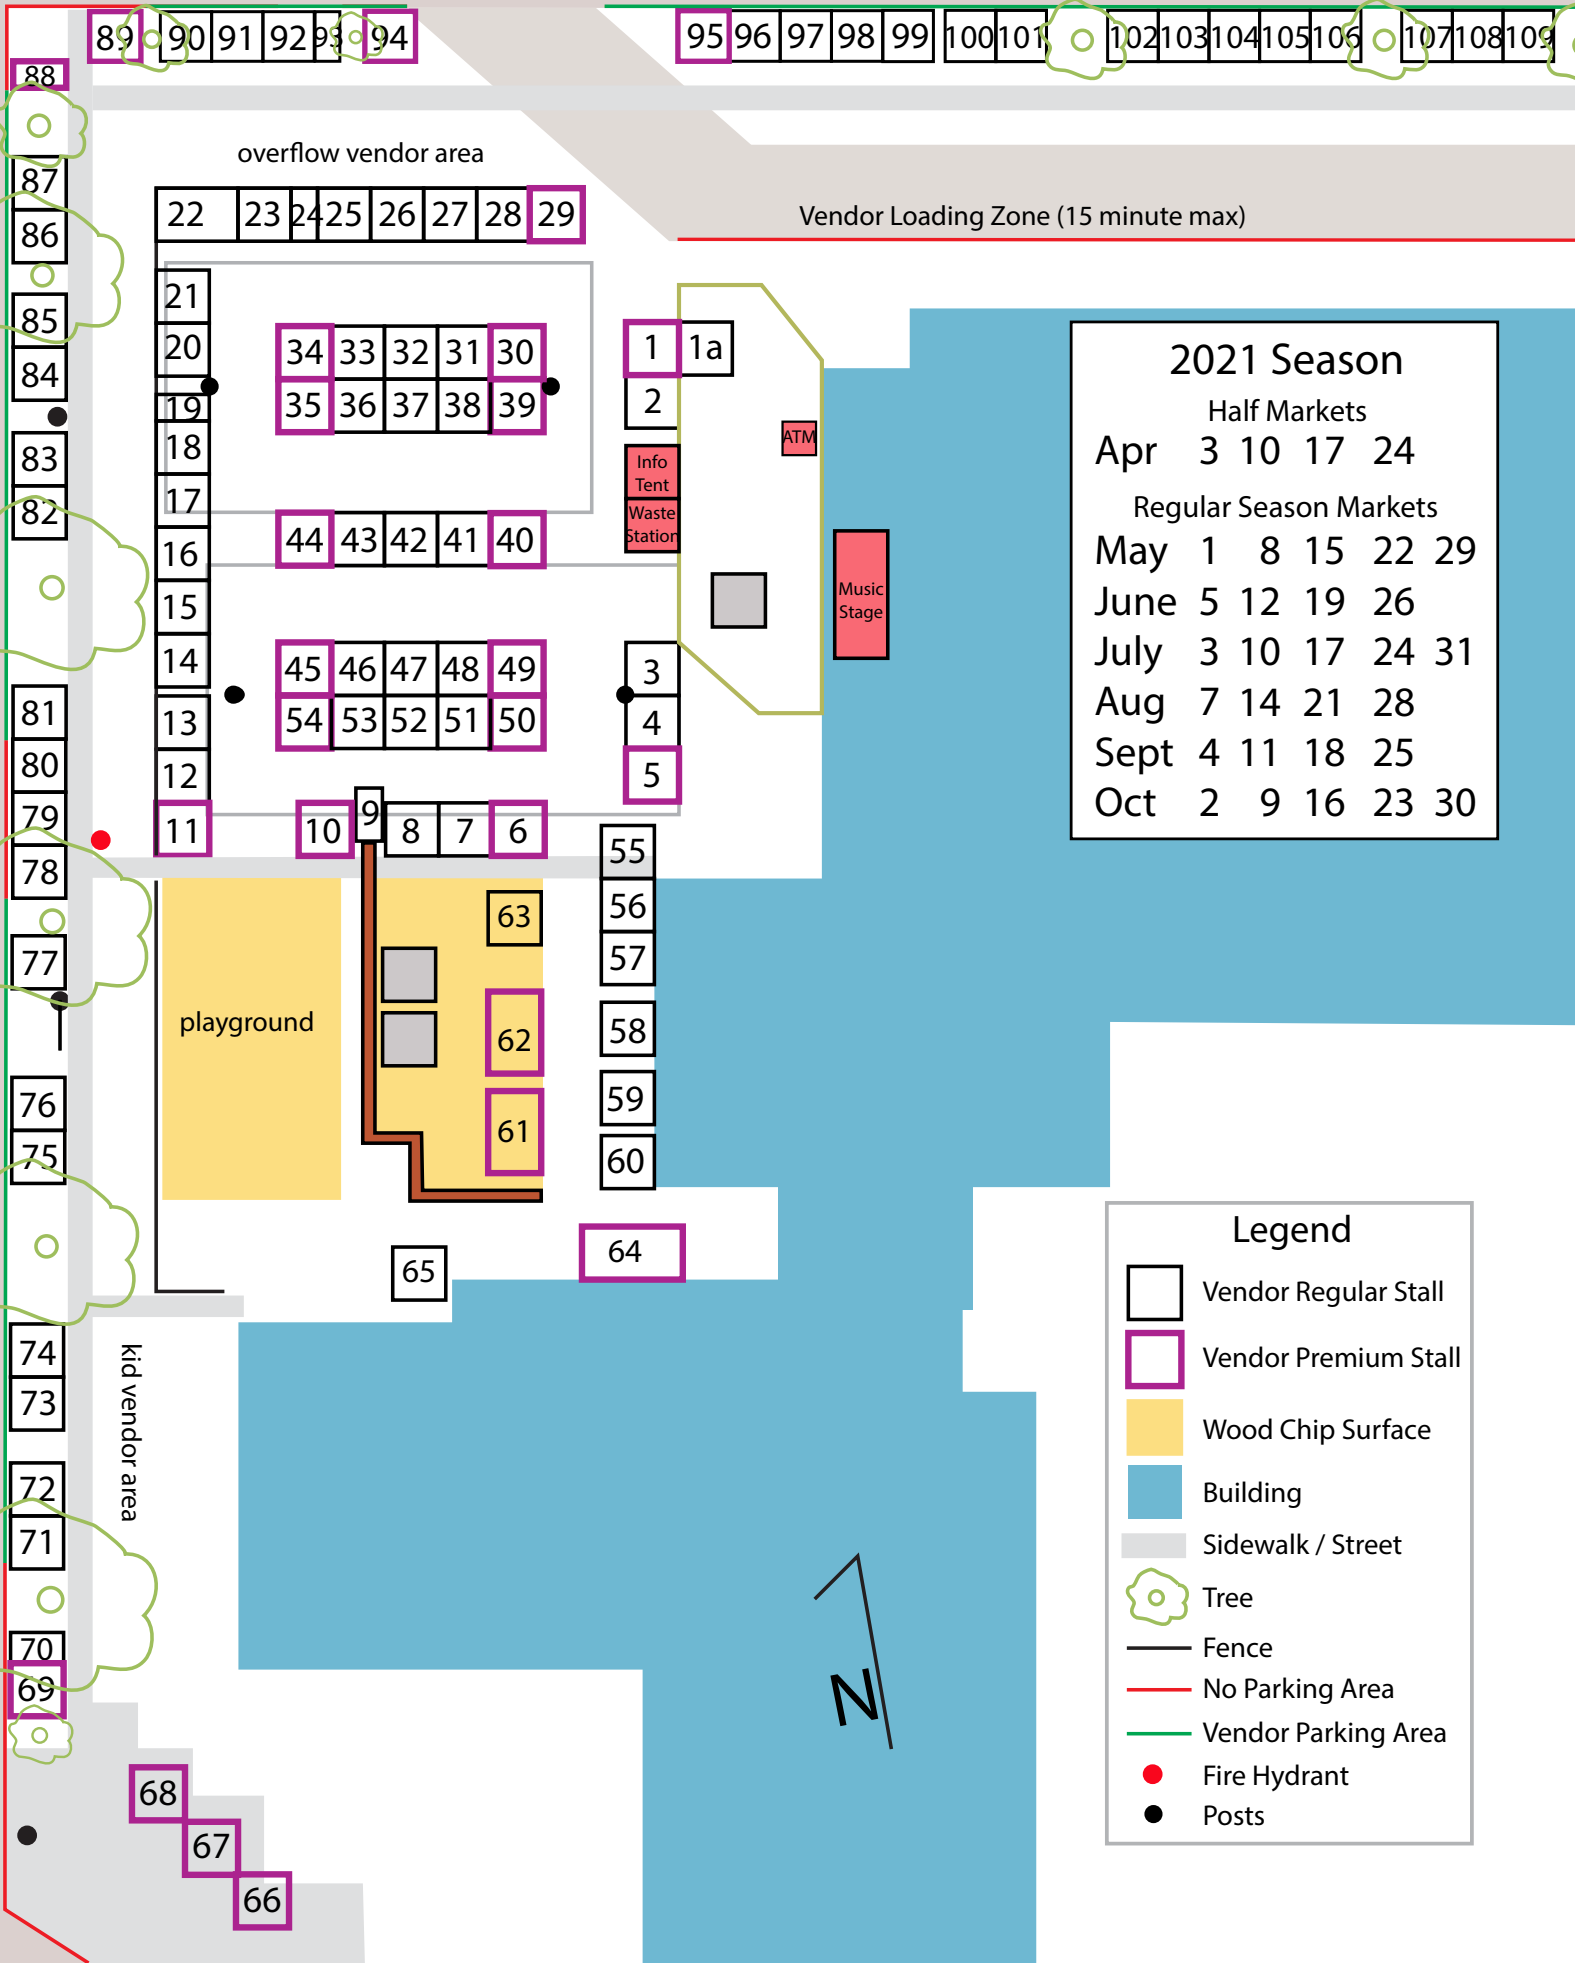 89 90 91 92 93 94 95 96 97 98 99 100 101 102 103 104 105 106 107 108 109
88
overflow vendor area
87
86
85
84
83
82
81
80
79
78
77
76
75
74
73
72
71
70
69
68
67
66
22 23 24 25 26 27 28 29
Vendor Loading Zone (15 minute max)
21
20
19
18
17
16
15
14
13
12
11
34 33 32 31 30
35 36 37 38 39
44 43 42 41 40
45 46 47 48 49
54 53 52 51 50
10 9 8 7 6
1 1a
2
Info
Tent
Waste
Station
ATM
Music
Stage
3
4
5
55
56
57
58
59
60
63
62
61
playground
64
65
kid vendor area
2021 Season
Half Markets
Apr 3 10 17 24
Regular Season Markets
May 1 8 15 22 29
June 5 12 19 26
July 3 10 17 24 31
Aug 7 14 21 28
Sept 4 11 18 25
Oct 2 9 16 23 30
Legend
Vendor Regular Stall
Vendor Premium Stall
Wood Chip Surface
Building
Sidewalk / Street
Tree
Fence
No Parking Area
Vendor Parking Area
Fire Hydrant
Posts
N